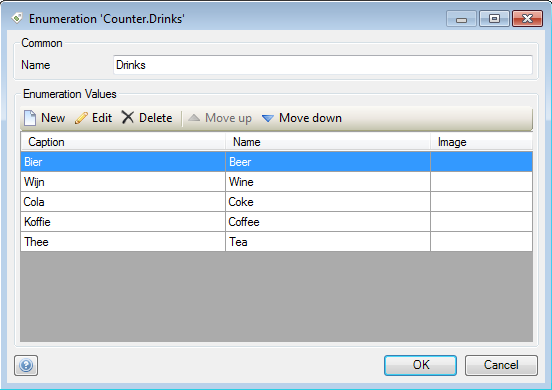 Enumeration 'Counter.Drinks'
Common
Name Drinks
Enumeration Values
New Edit Delete Move up Move down
Caption Name Image
Bier Beer
Wijn Wine
Cola Coke
Koffie Coffee
Thee Tea
OK Cancel